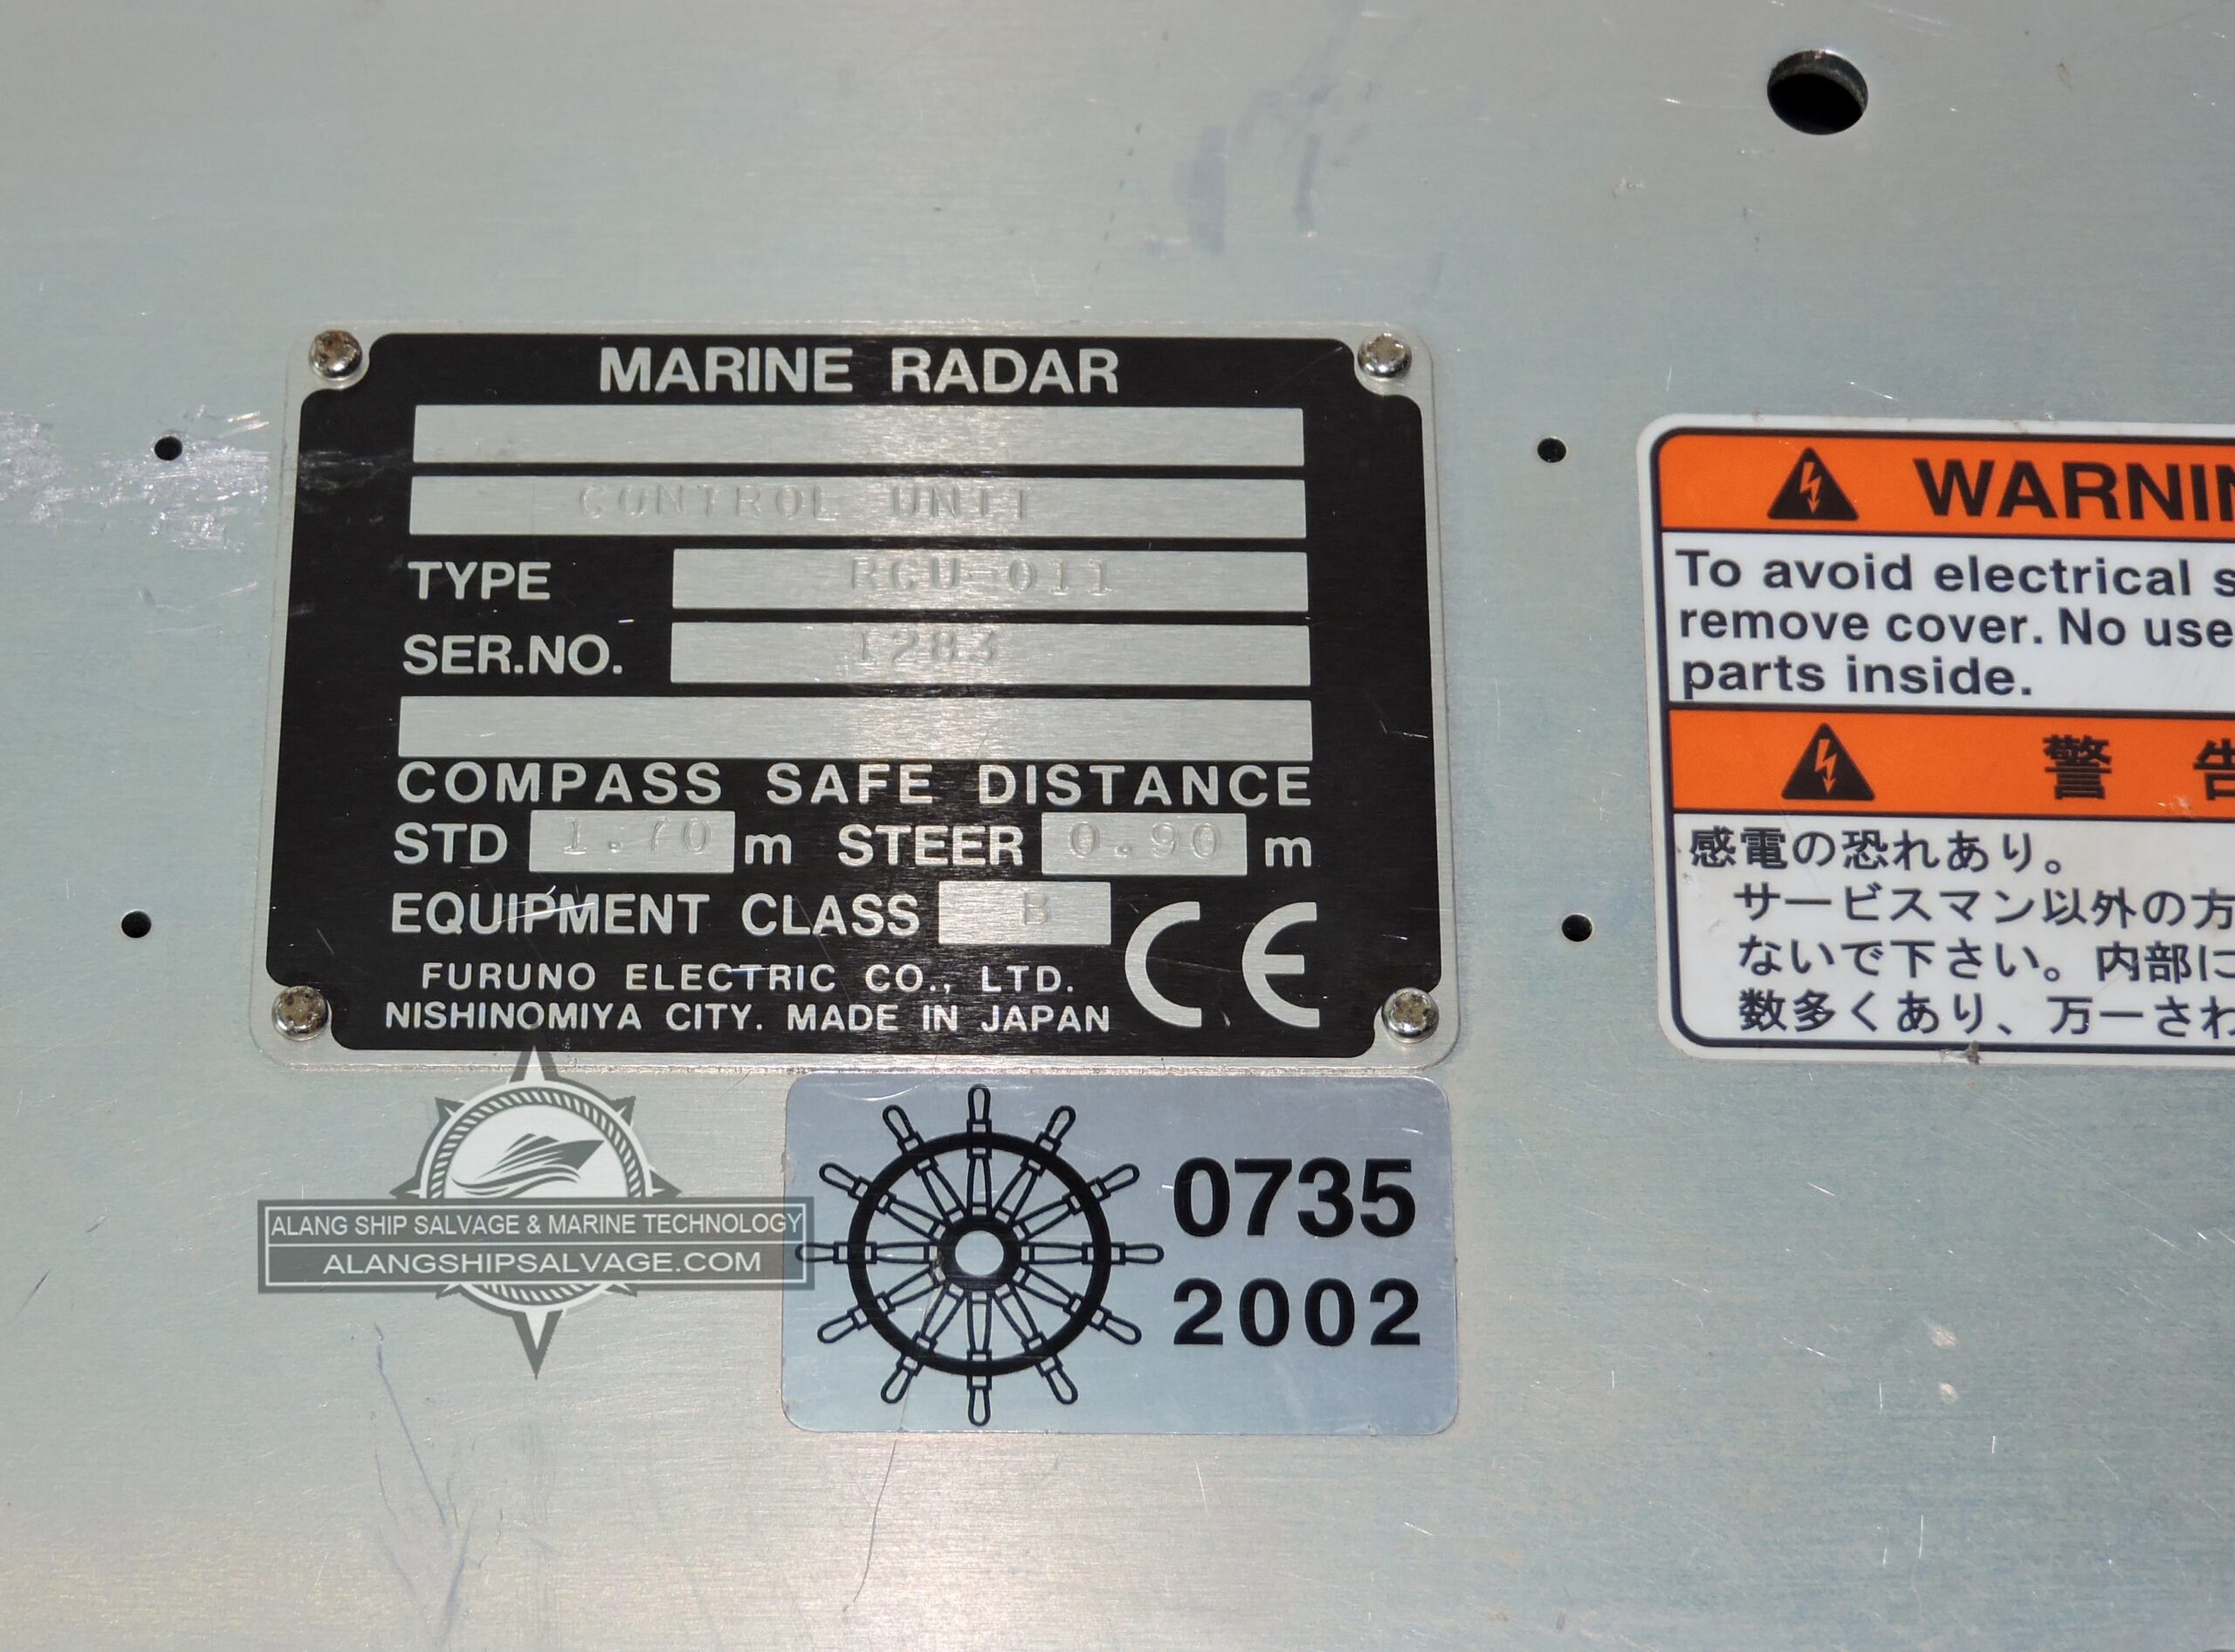 MARINE RADAR
CONTROL UNIT
TYPE RCU-011
SER.NO. 1283
COMPASS SAFE DISTANCE
STD 1.70 m STEER 0.90 m
EQUIPMENT CLASS B
CE
FURUNO ELECTRIC CO., LTD.
NISHINOMIYA CITY. MADE IN JAPAN
0735
2002
ALANG SHIP SALVAGE & MARINE TECHNOLOGY
ALANGSHIPSALVAGE.COM
To avoid electrical
remove cover. No
parts inside.
警 告
感電の恐れあり。
サービスマン以外の方
ないで下さい。内部に
数多くあり、万一さわ